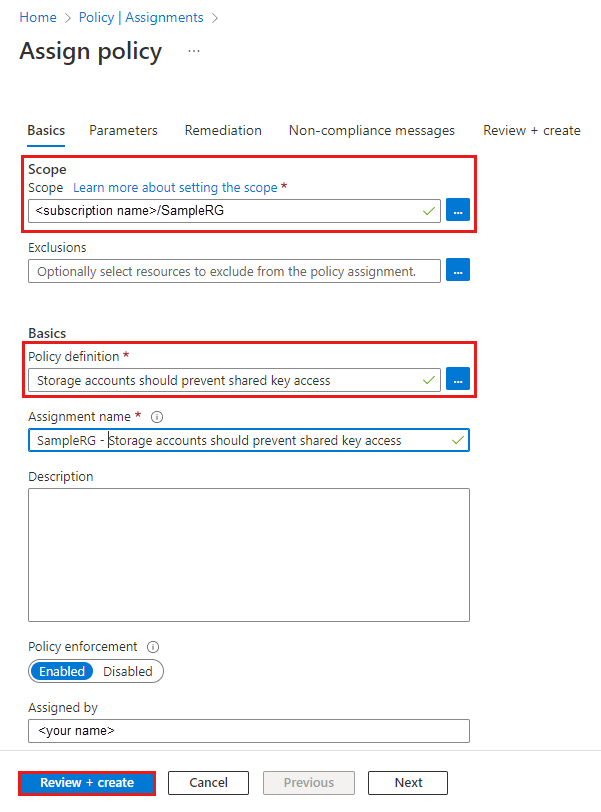 Home > Policy | Assignments >
Assign policy ...
Basics Parameters Remediation Non-compliance messages Review + create
Scope
Scope Learn more about setting the scope *
<subscription name>/SampleRG
...
Exclusions
Optionally select resources to exclude from the policy assignment.
...
Basics
Policy definition *
Storage accounts should prevent shared key access
...
Assignment name *
SampleRG - Storage accounts should prevent shared key access
Description
Policy enforcement
Enabled Disabled
Assigned by
<your name>
Review + create Cancel Previous Next